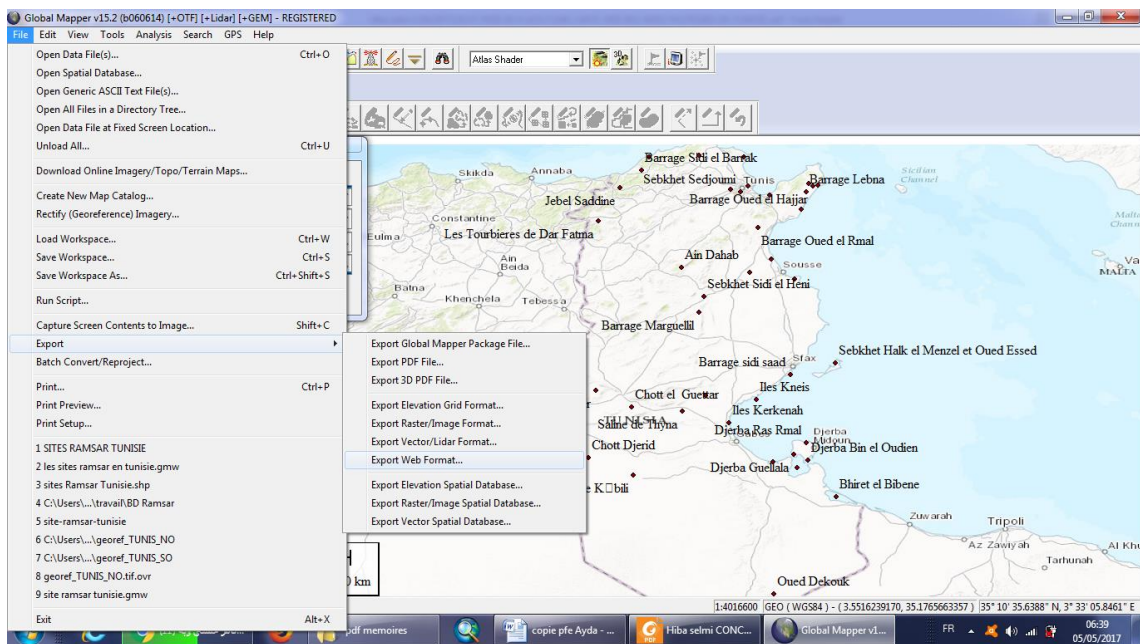 Global Mapper v15.2 (b060614) [+OTF] [+Lidar] [+GEM] - REGISTERED
File Edit View Tools Analysis Search GPS Help
Open Data File(s)... Ctrl+O
Open Spatial Database...
Open Generic ASCII Text File(s)...
Open All Files in a Directory Tree...
Open Data File at Fixed Screen Location...
Unload All... Ctrl+U
Download Online Imagery/Topo/Terrain Maps...
Create New Map Catalog...
Rectify (Georeference) Imagery...
Load Workspace... Ctrl+W
Save Workspace... Ctrl+S
Save Workspace As... Ctrl+Shift+S
Run Script...
Capture Screen Contents to Image... Shift+C
Export
Batch Convert/Reproject...
Print... Ctrl+P
Print Preview...
Print Setup...
1 SITES RAMSAR TUNISIE
2 les sites ramsar en tunisie.gmw
3 sites Ramsar Tunisie.shp
4 C:\Users\...\travail\BD Ramsar
5 site-ramsar-tunisie
6 C:\Users\...\georef_TUNIS_NO
7 C:\Users\...\georef_TUNIS_SO
8 georef_TUNIS_NO.tif.ovr
9 site ramsar tunisie.gmw
Exit Alt+X
Export Global Mapper Package File...
Export PDF File...
Export 3D PDF File...
Export Elevation Grid Format...
Export Raster/Image Format...
Export Vector/Lidar Format...
Export Web Format...
Export Elevation Spatial Database...
Export Raster/Image Spatial Database...
Export Vector Spatial Database...
Atlas Shader
3D
Barrage Sidi el Barrak
Skikda Annaba
Sebkhet Sedjoumi Tunis Barrage Lebna
Sicilian Channel
Jebel Saddine Barrage Oued el Hajjar
Constantine
Eulma Les Tourbieres de Dar Fatma
Barrage Oued el Rmal
Ain Beida
Ain Dahab
Sousse
MALTA
Batna
Khenchela Tebessa
Sebkhet Sidi el Heni
Barrage Marguellil
Barrage sidi saad Sfax
Sebkhet Halk el Menzel et Oued Essed
Iles Kneis
Chott el Guettar
Iles Kerkenah
TUNISIA
Saline de Thyna
Djerba Ras Rmal Djerba
Midoun
Chott Djerid
Djerba Bin el Oudien
Djerba Guellala
Bhiret el Bibene
Zuwarah Tripoli
Az Zawiyah
Tarhunah
Oued Dekouk
km
1:4016600 GEO ( WGS84 ) - ( 3.5516239170, 35.1765663357 ) 35° 10' 35.6388" N, 3° 33' 05.8461" E
pdf memoires
copie pfe Ayda - ...
Hiba selmi CONC...
Global Mapper v1...
FR
06:39
05/05/2017